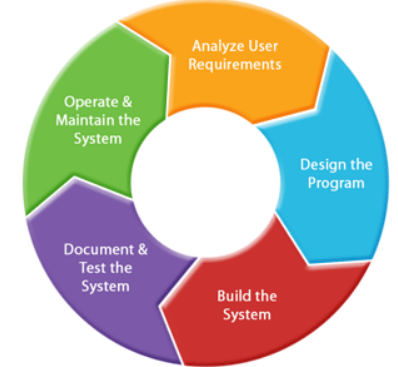 Analyze User
Requirements
Design the
Program
Build the
System
Document &
Test the
System
Operate &
Maintain the
System